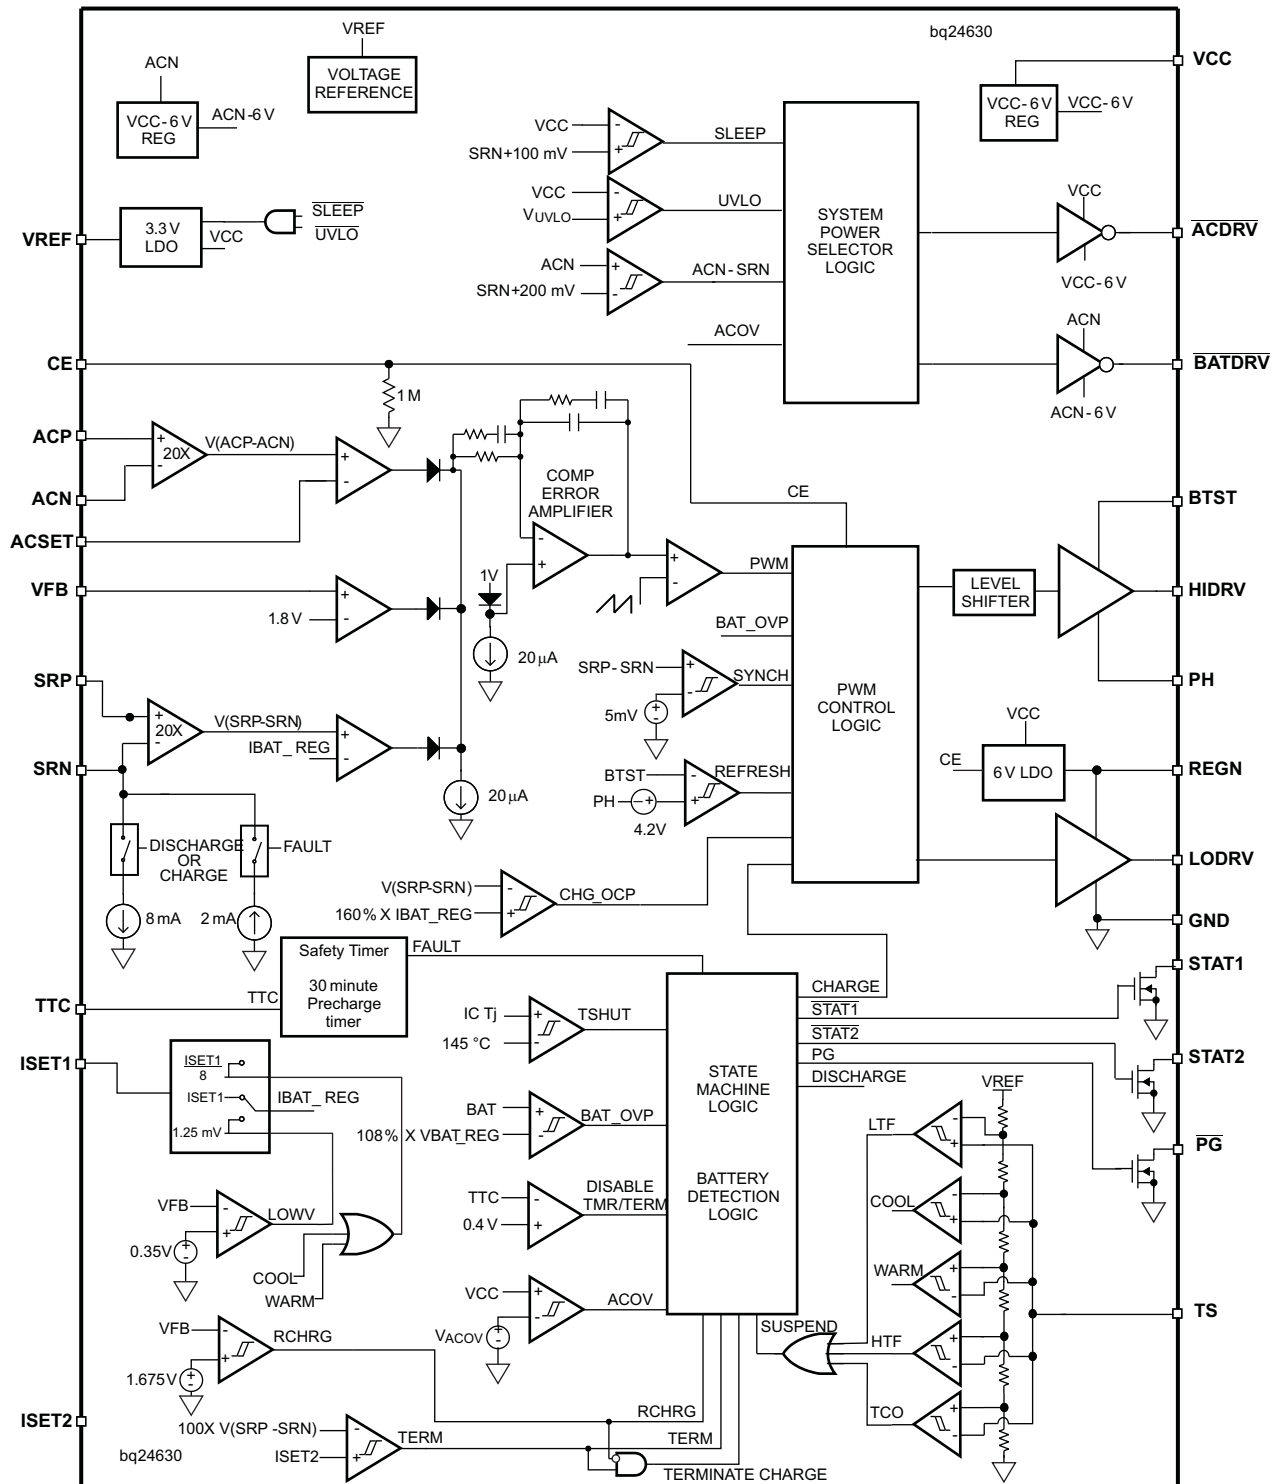 bq24630
VREF
VOLTAGE
REFERENCE
ACN
VCC-6 V
REG
ACN-6 V
VCC
VCC-6 V
REG
VCC-6 V
VCC
SRN+100 mV
SLEEP
VCC
VUVLO
UVLO
ACN
SRN+200 mV
ACN-SRN
ACOV
SYSTEM
POWER
SELECTOR
LOGIC
VCC
VCC-6 V
ACDRV
ACN
ACN-6 V
BATDRV
VREF
3.3 V
LDO
SLEEP
UVLO
VCC
CE
1 M
ACP
ACN
20X
+
-
V(ACP-ACN)
+
-
ACSET
COMP
ERROR
AMPLIFIER
-
+
1V
20 µA
+
-
PWM
CE
VFB
1.8 V
+
-
BAT_OVP
SRP-SRN
5mV
SYNCH
PWM
CONTROL
LOGIC
LEVEL
SHIFTER
BTST
HIDRV
PH
SRP
SRN
20X
+
-
V(SRP-SRN)
IBAT_ REG
+
-
20 µA
BTST
PH
4.2V
REFRESH
VCC
CE
6 V LDO
REGN
LODRV
GND
DISCHARGE
OR
CHARGE
FAULT
8 mA
2 mA
V(SRP-SRN)
160% X IBAT_REG
CHG_OCP
TTC
TTC
Safety Timer
30 minute
Precharge
timer
FAULT
CHARGE
STAT1
STAT2
PG
DISCHARGE
STAT1
STAT2
PG
IC Tj
145 °C
TSHUT
STATE
MACHINE
LOGIC
BATTERY
DETECTION
LOGIC
ISET1
ISET1
8
ISET1
1.25 mV
IBAT_ REG
BAT
108% X VBAT_REG
BAT_OVP
TTC
0.4 V
DISABLE
TMR/TERM
VFB
0.35V
LOWV
COOL
WARM
VCC
VACOV
ACOV
VREF
LTF
COOL
WARM
HTF
TCO
SUSPEND
TS
VFB
1.675 V
RCHRG
RCHRG
ISET2
100X V(SRP -SRN)
ISET2
TERM
TERM
TERMINATE CHARGE
bq24630